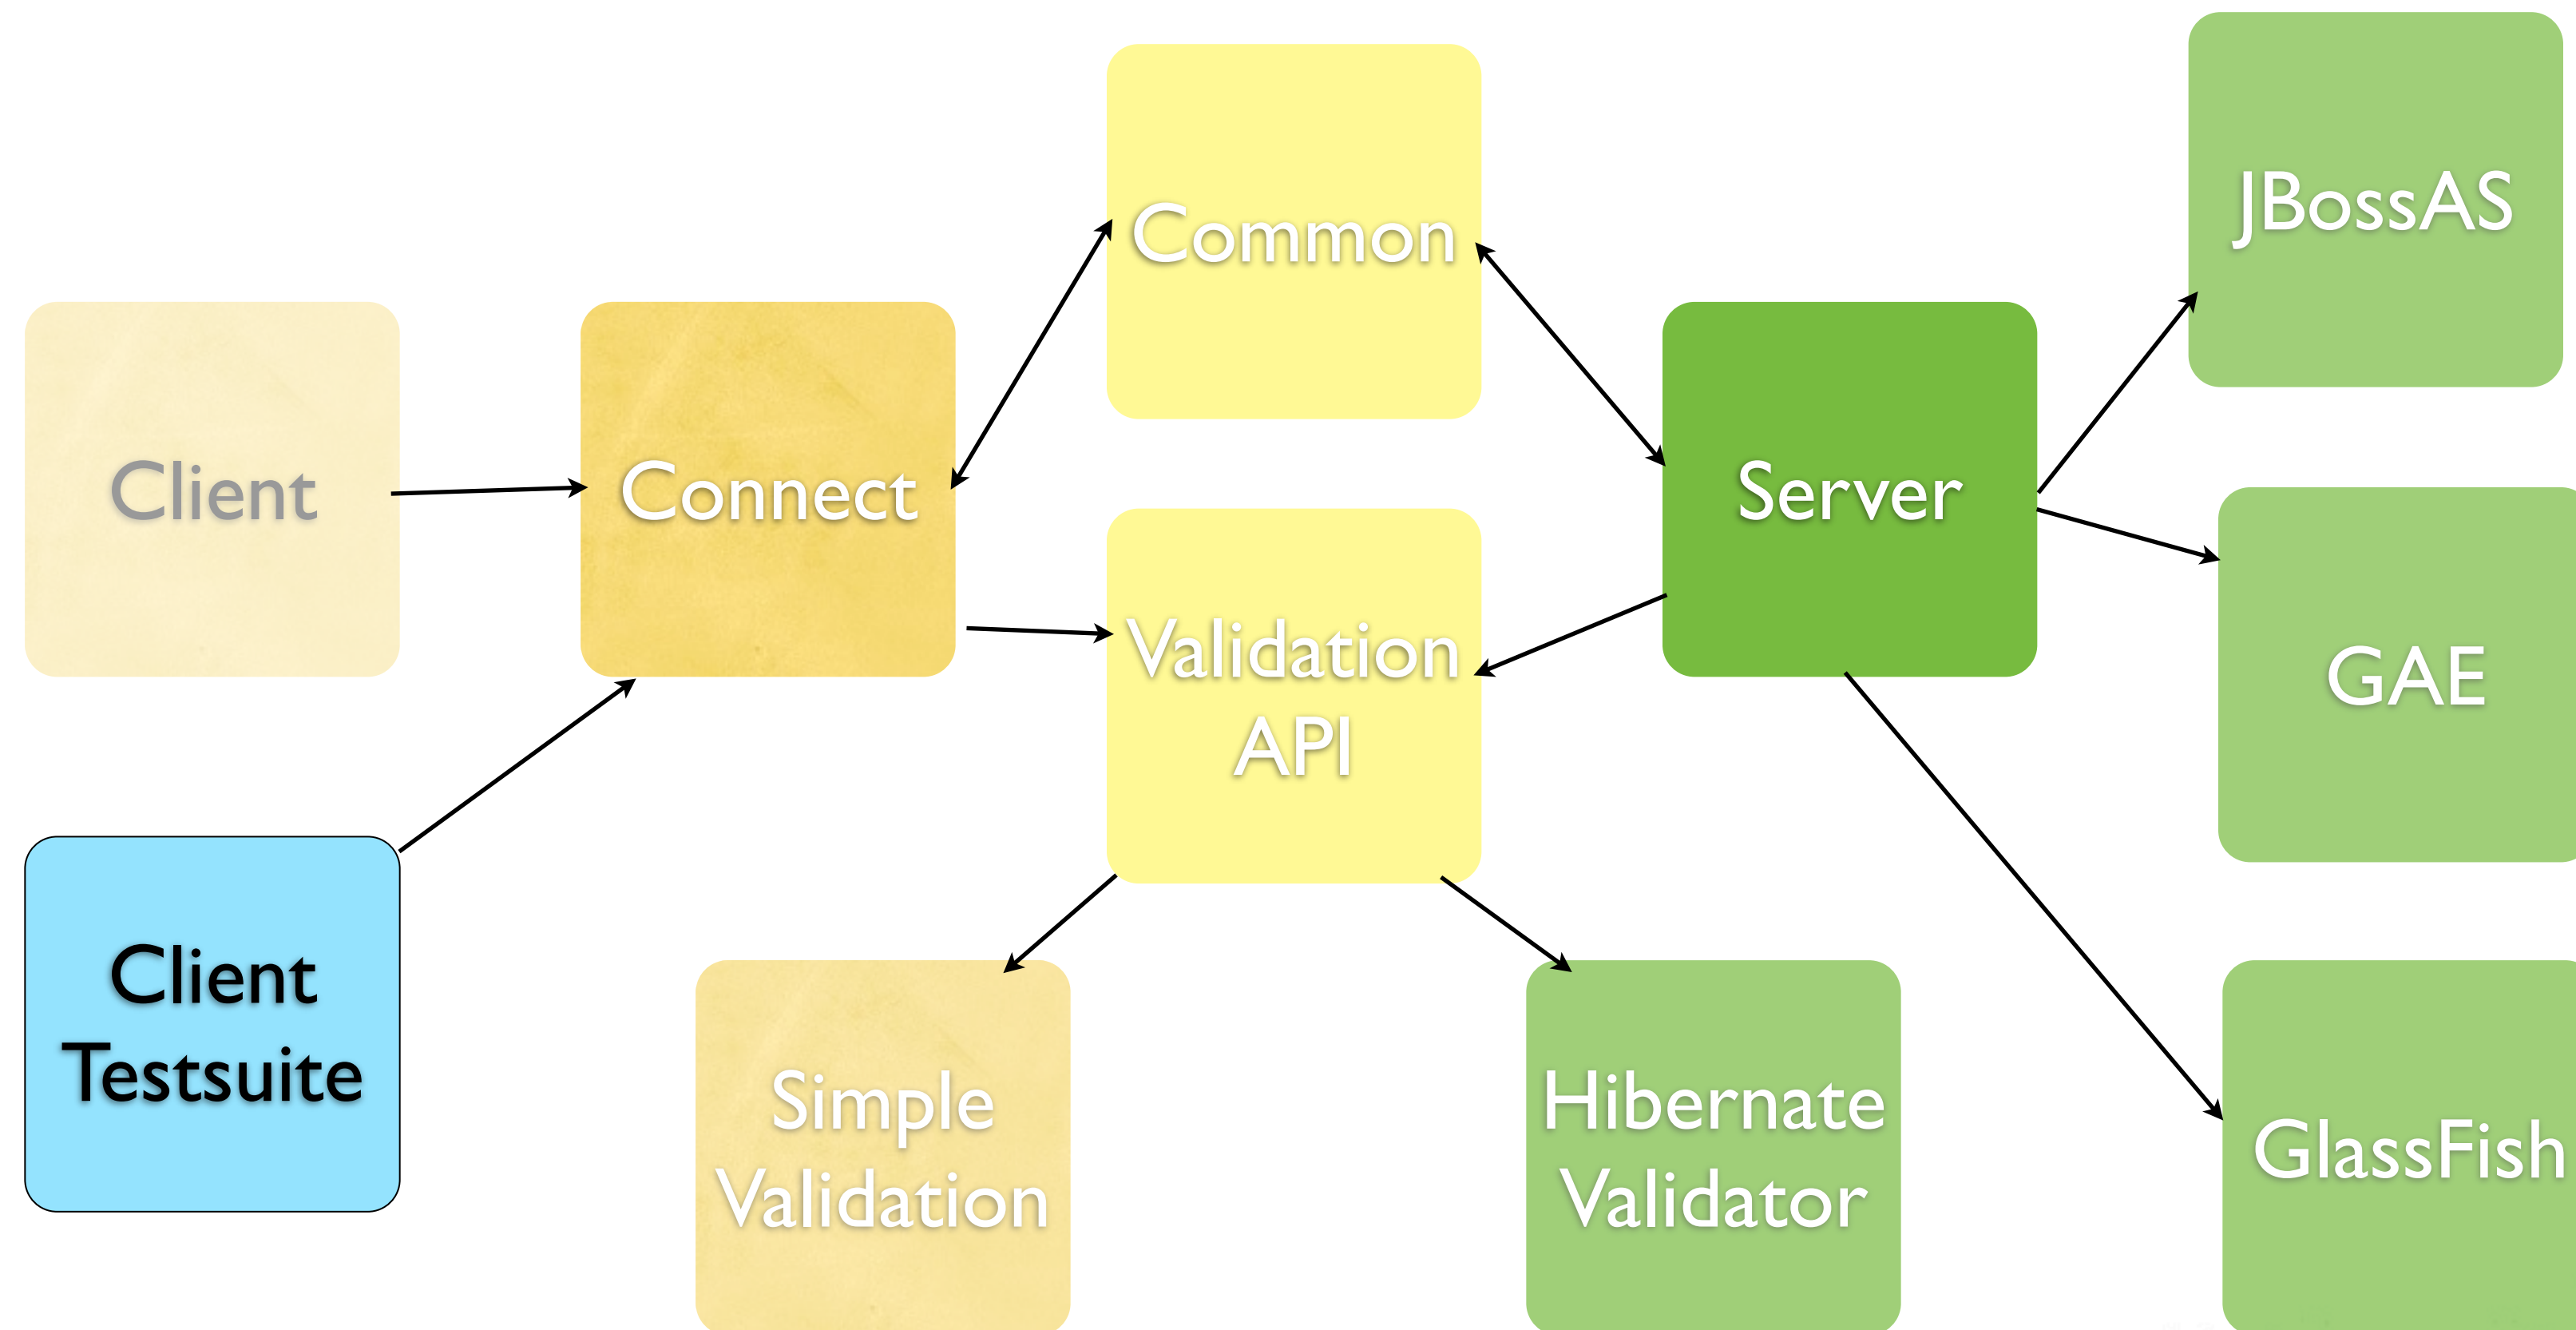 JBossAS
Common
Client
Connect
Server
Validation
API
GAE
Client
Testsuite
Simple
Validation
Hibernate
Validator
GlassFish